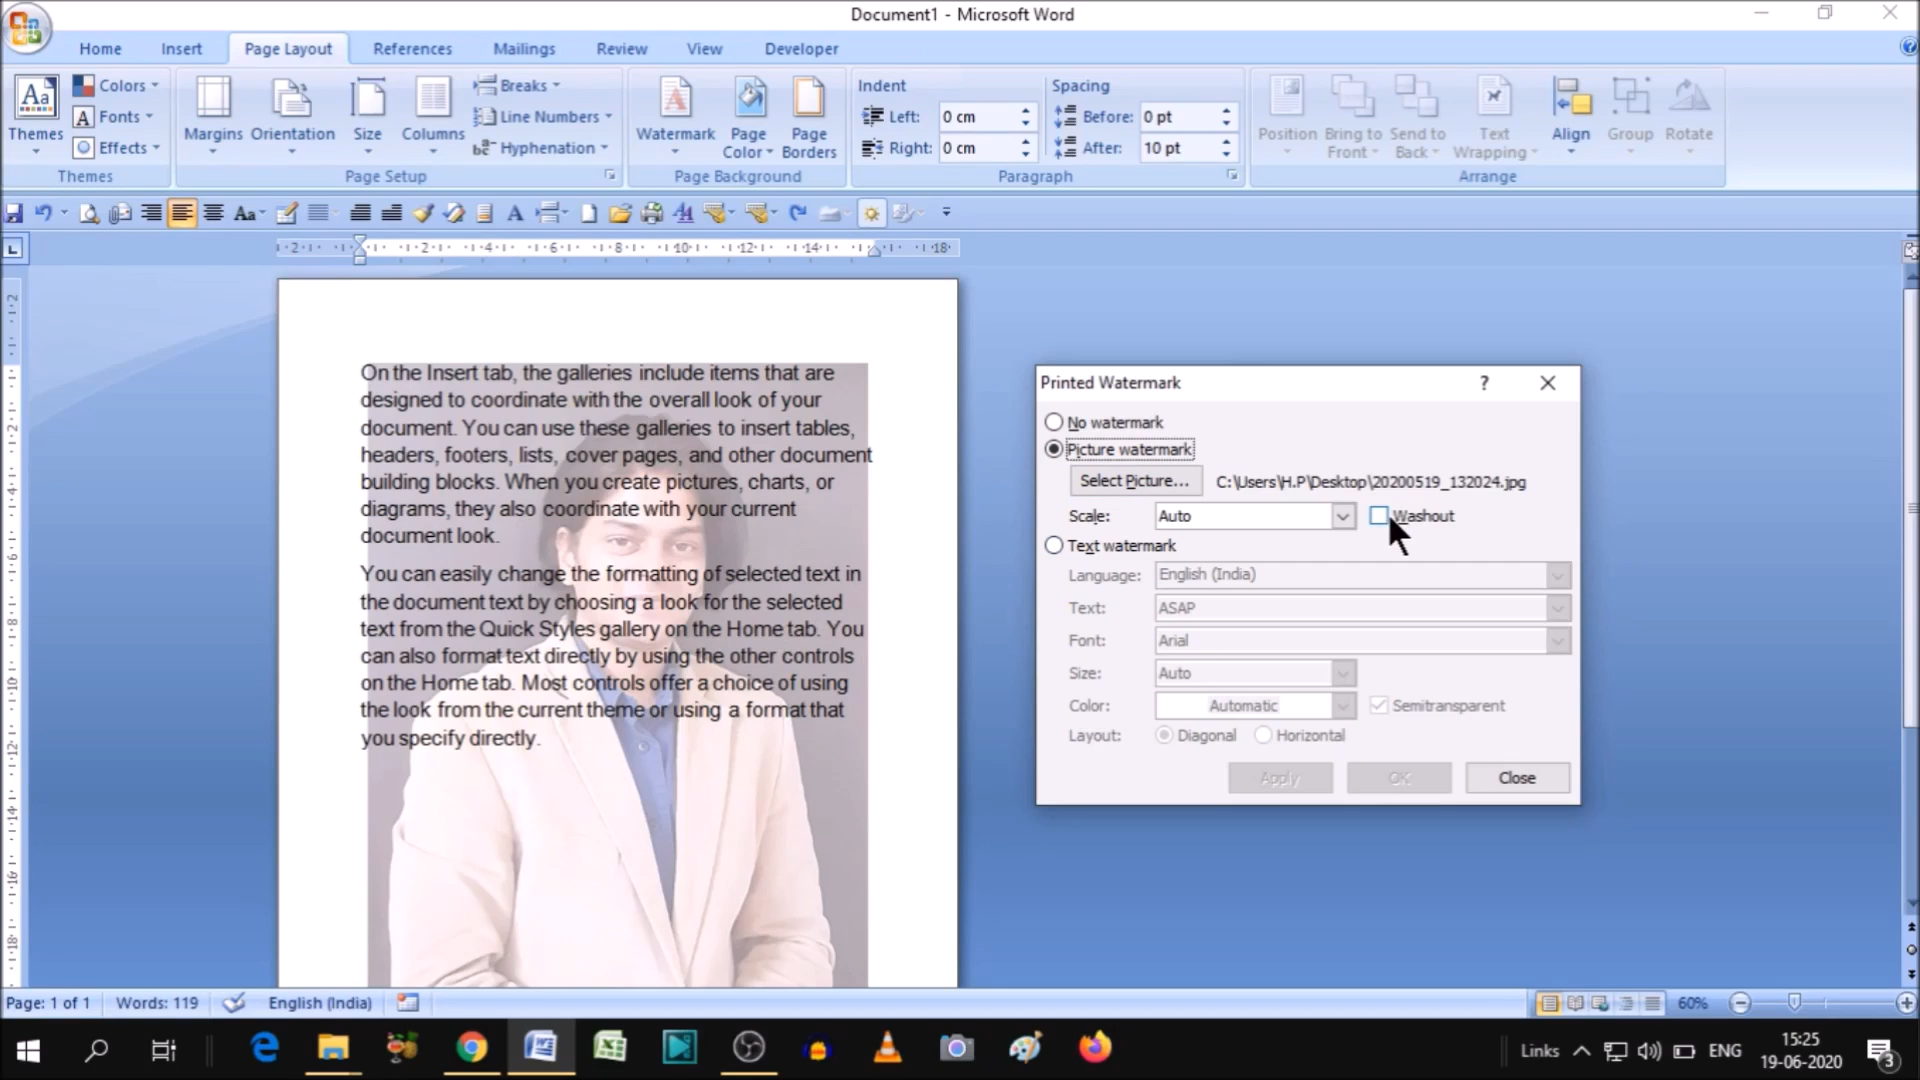 Document1 - Microsoft Word
Home Insert Page Layout References Mailings Review View Developer
Themes
Colors
Fonts
Effects
Themes
Margins Orientation Size Columns
Breaks
Line Numbers
Hyphenation
Page Setup
Watermark Page Color Page Borders
Page Background
Indent
Left: 0 cm
Right: 0 cm
Spacing
Before: 0 pt
After: 10 pt
Paragraph
Position Bring to Front Send to Back Text Wrapping Align Group Rotate
Arrange
On the Insert tab, the galleries include items that are
designed to coordinate with the overall look of your
document. You can use these galleries to insert tables,
headers, footers, lists, cover pages, and other document
building blocks. When you create pictures, charts, or
diagrams, they also coordinate with your current
document look.
You can easily change the formatting of selected text in
the document text by choosing a look for the selected
text from the Quick Styles gallery on the Home tab. You
can also format text directly by using the other controls
on the Home tab. Most controls offer a choice of using
the look from the current theme or using a format that
you specify directly.
Printed Watermark ?
No watermark
Picture watermark
Select Picture... C:\Users\H.P\Desktop\20200519_132024.jpg
Scale: Auto Washout
Text watermark
Language: English (India)
Text: ASAP
Font: Arial
Size: Auto
Color: Automatic Semitransparent
Layout: Diagonal Horizontal
Apply OK Close
Page: 1 of 1 Words: 119 English (India) 60%
Links ENG 15:25
19-06-2020 3